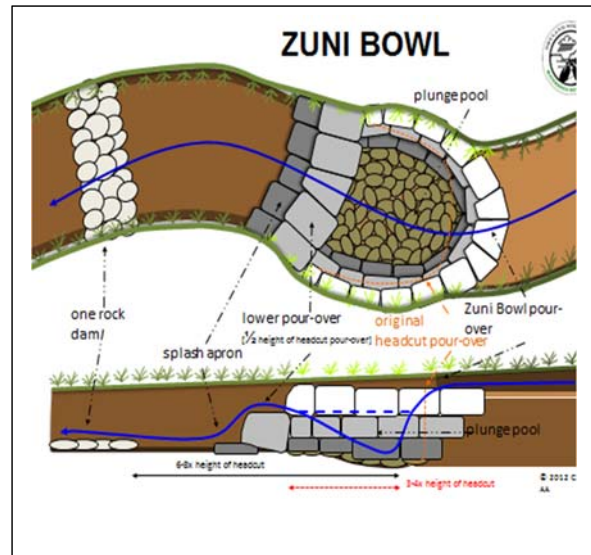 ZUNI BOWL
plunge pool
one rock
dam
splash apron
lower pour-over
(½ height of headcut pour-over]
original
headcut pour-over
Zuni Bowl pour-
over
plunge pool
6-8x height of headcut
3-4x height of headcut
© 2012 C
AA